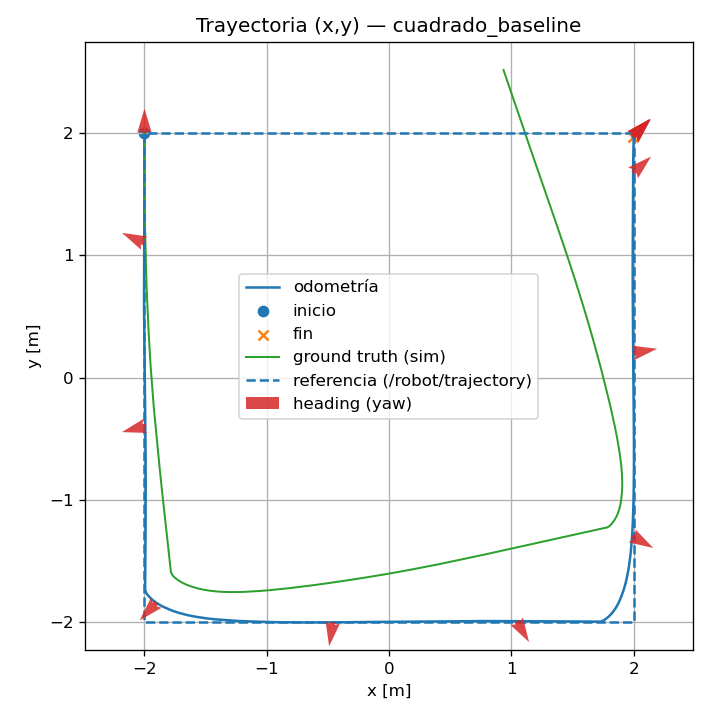 Trayectoria (x,y) — cuadrado_baseline
y [m]
2
1
0
−1
−2
odometría
inicio
fin
ground truth (sim)
referencia (/robot/trajectory)
heading (yaw)
−2
−1
0
1
2
x [m]